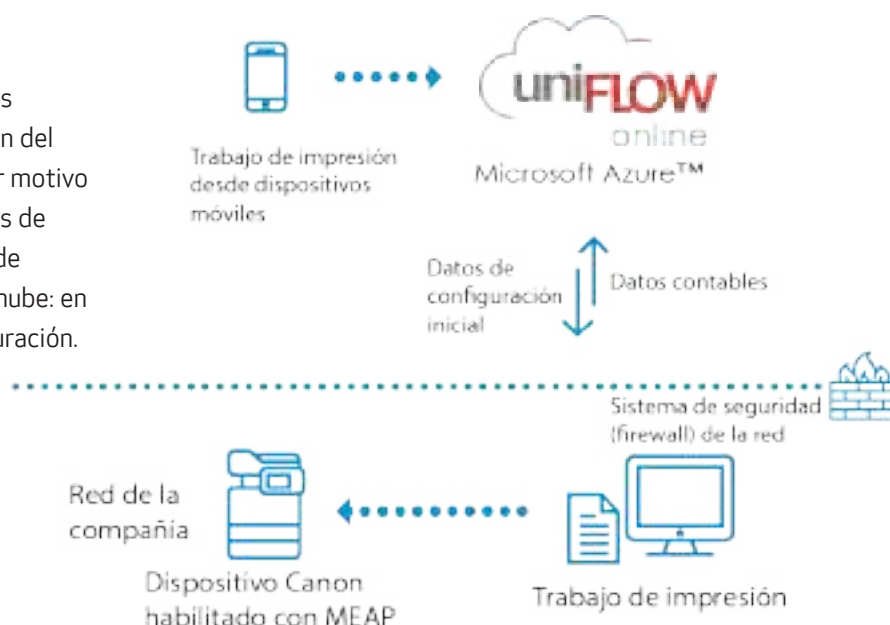 s
n del
r motivo
s de
de
nube: en
uración.
Trabajo de impresión
desde dispositivos
móviles
uniFLOW
online
Microsoft Azure™
Datos de
configuración
inicial
Datos contables
Sistema de seguridad
(firewall) de la red
Red de la
compañía
Dispositivo Canon
habilitado con MEAP
Trabajo de impresión